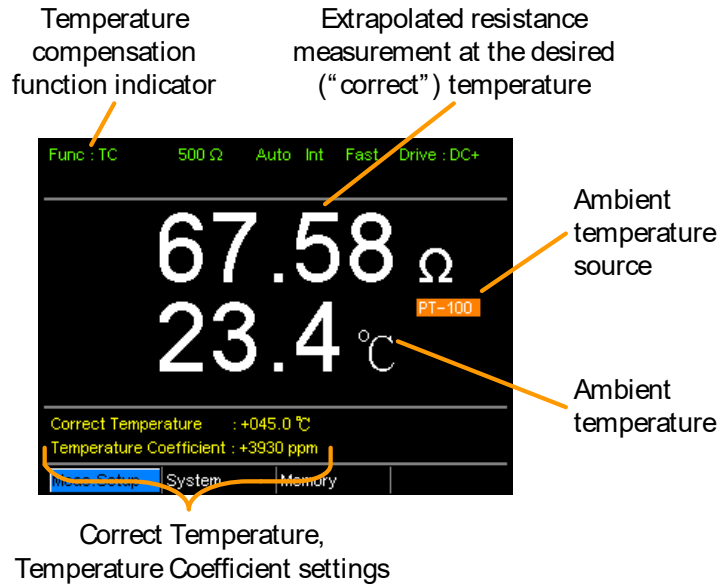 Temperature
compensation
function indicator
Extrapolated resistance
measurement at the desired
(“correct”) temperature
Func : TC 500 Ω Auto Int Fast Drive : DC+
67.58 Ω
PT-100
23.4 ℃
Ambient
temperature
source
Ambient
temperature
Correct Temperature : +045.0 ℃
Temperature Coefficient : +3930 ppm
Meas.Setup System Memory
Correct Temperature,
Temperature Coefficient settings